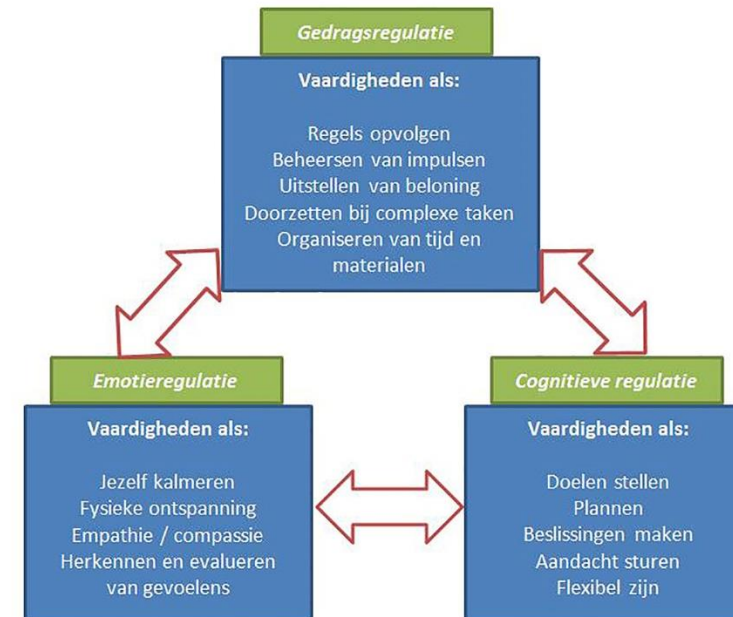 Gedragsregulatie
Vaardigheden als:
Regels opvolgen
Beheersen van impulsen
Uitstellen van beloning
Doorzetten bij complexe taken
Organiseren van tijd en
materialen
Emotieregulatie
Vaardigheden als:
Jezelf kalmeren
Fysieke ontspanning
Empathie / compassie
Herkennen en evalueren
van gevoelens
Cognitieve regulatie
Vaardigheden als:
Doelen stellen
Plannen
Beslissingen maken
Aandacht sturen
Flexibel zijn